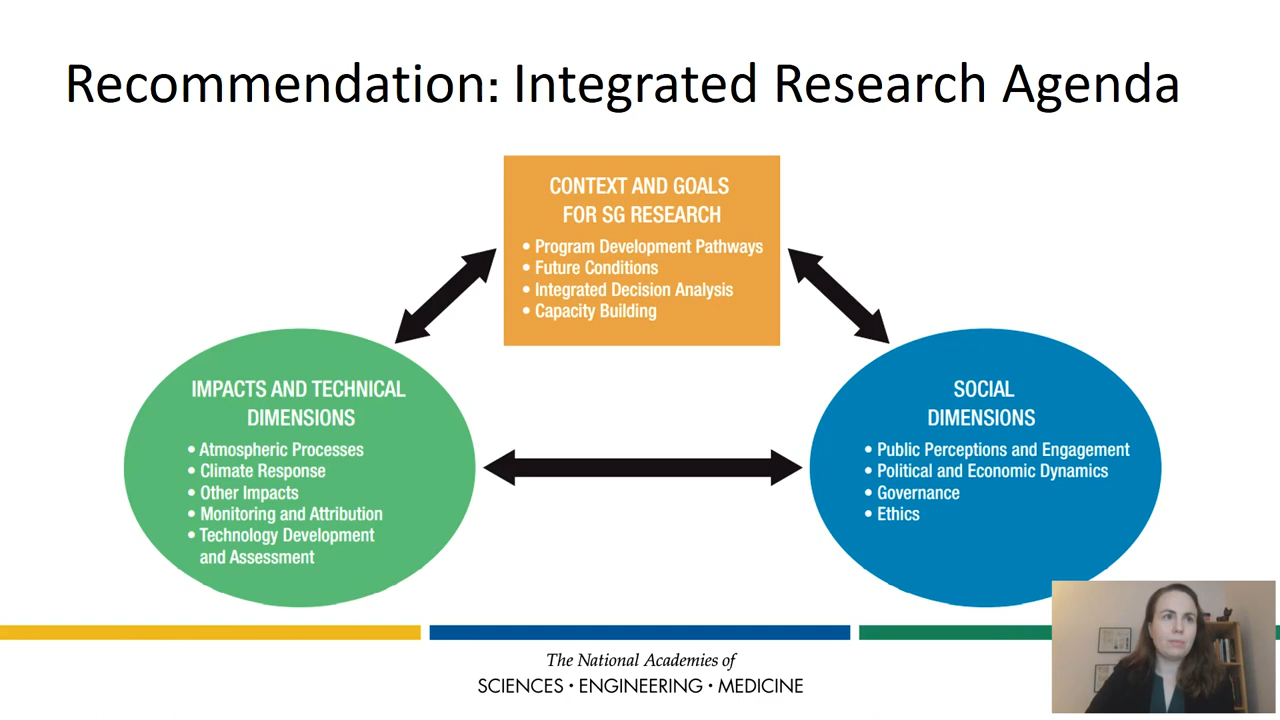 Recommendation: Integrated Research Agenda
CONTEXT AND GOALS
FOR SG RESEARCH
• Program Development Pathways
• Future Conditions
• Integrated Decision Analysis
• Capacity Building
IMPACTS AND TECHNICAL
DIMENSIONS
• Atmospheric Processes
• Climate Response
• Other Impacts
• Monitoring and Attribution
• Technology Development
and Assessment
SOCIAL
DIMENSIONS
• Public Perceptions and Engagement
• Political and Economic Dynamics
• Governance
• Ethics
The National Academies of
SCIENCES · ENGINEERING · MEDICINE